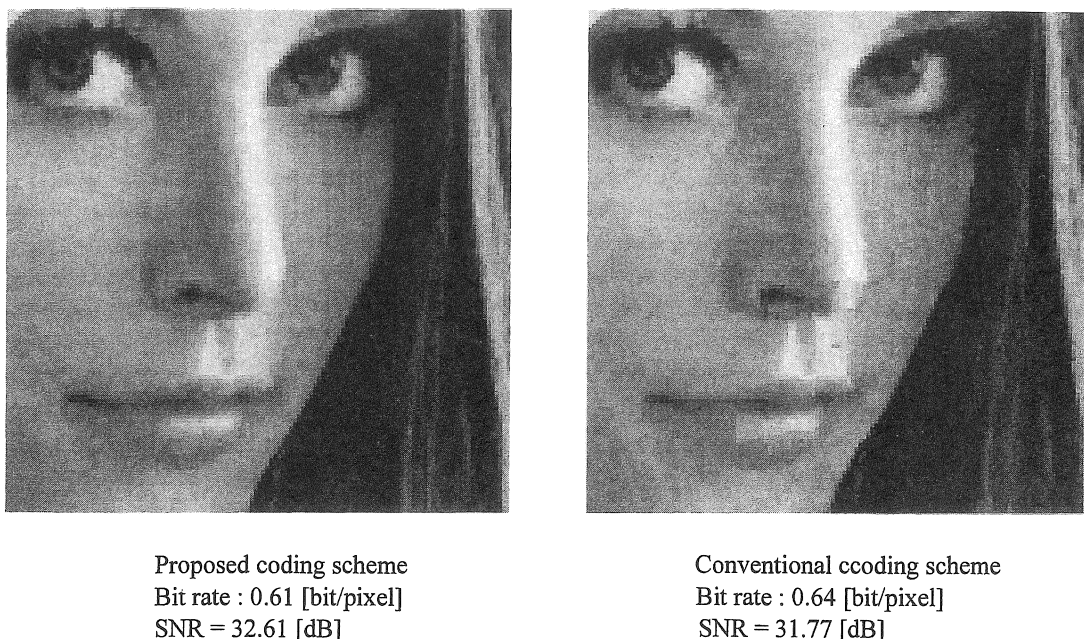 Proposed coding scheme
Bit rate : 0.61 [bit/pixel]
SNR = 32.61 [dB]
Conventional ccoding scheme
Bit rate : 0.64 [bit/pixel]
SNR = 31.77 [dB]